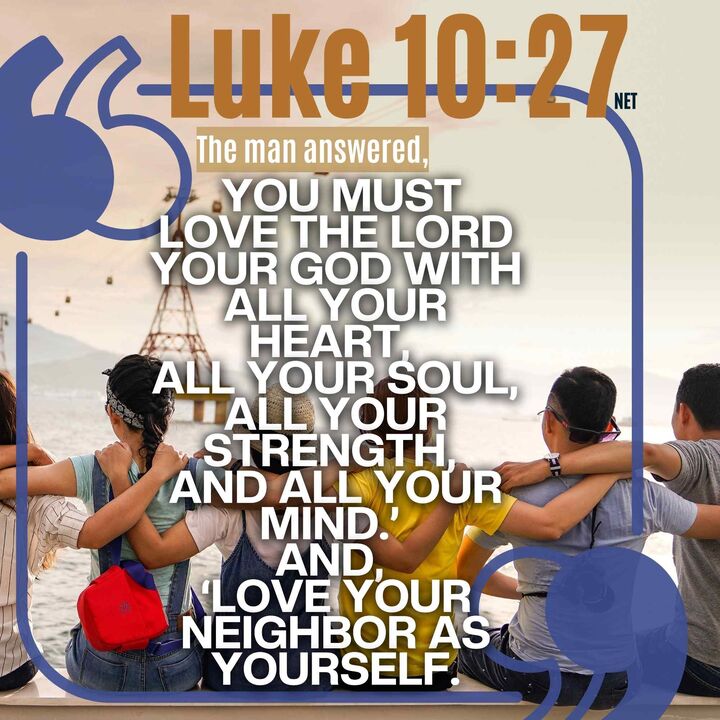 Luke 10:27
NET
The man answered,
YOU MUST
LOVE THE LORD
YOUR GOD WITH
ALL YOUR
HEART,
ALL YOUR SOUL,
ALL YOUR
STRENGTH,
AND ALL YOUR
MIND.'
AND,
‘LOVE YOUR
NEIGHBOR AS
YOURSELF.